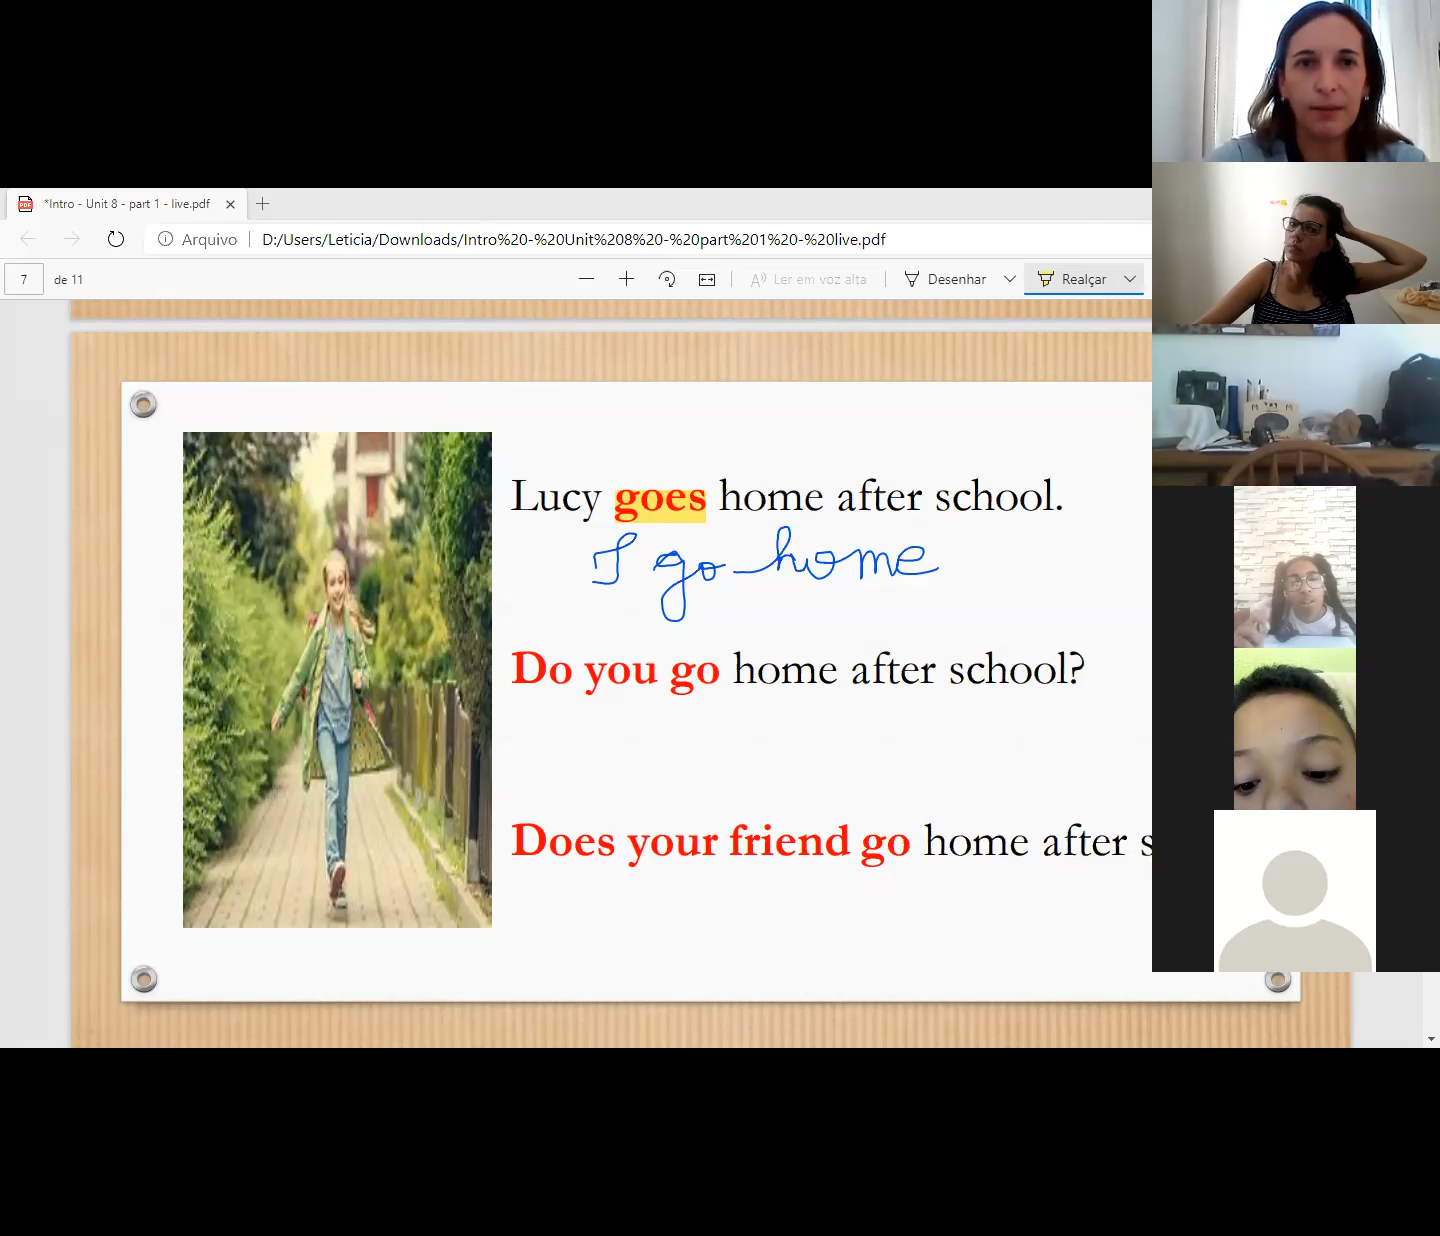 *Intro - Unit 8 - part 1 - live.pdf
Arquivo D:/Users/Leticia/Downloads/Intro%20-%20Unit%208%20-%20part%201%20-%20live.pdf
7 de 11 Ler em voz alta Desenhar Realçar
Lucy goes home after school.
I go home
Do you go home after school?
Does your friend go home after s